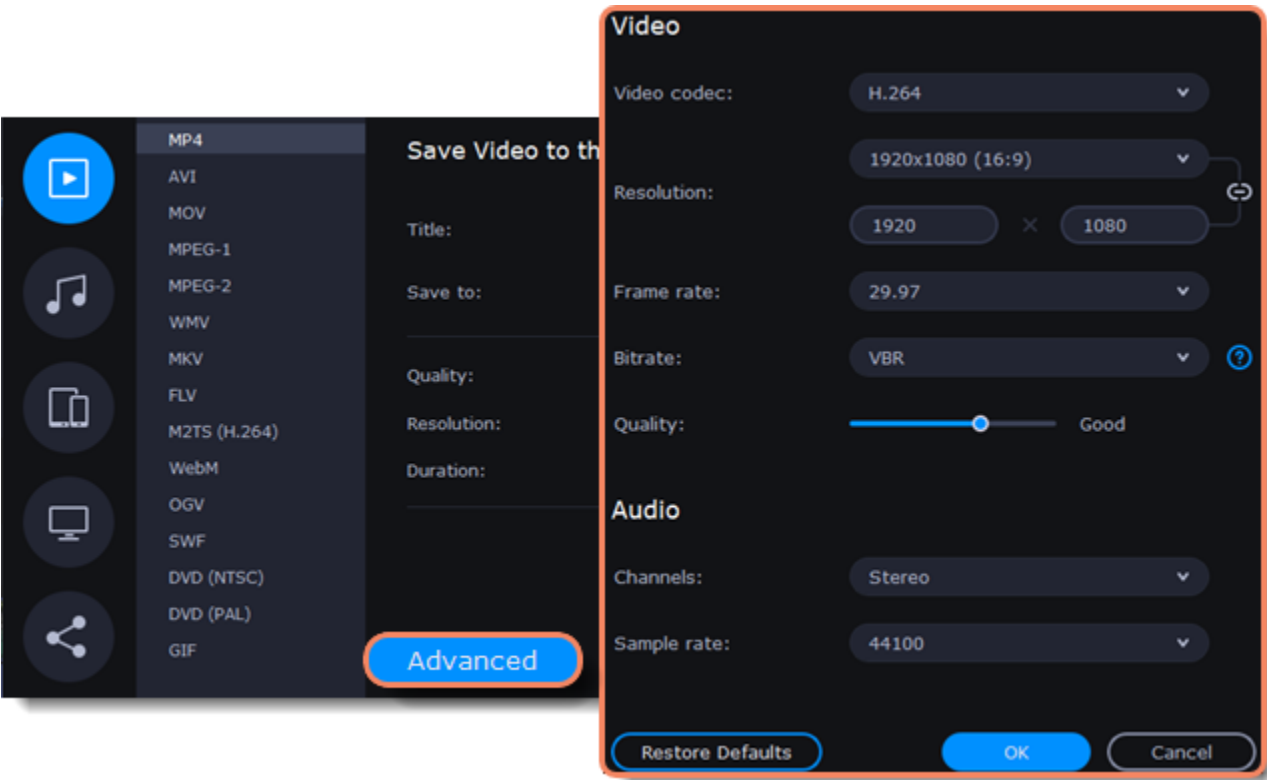 MP4
AVI
MOV
MPEG-1
MPEG-2
WMV
MKV
FLV
M2TS (H.264)
WebM
OGV
SWF
DVD (NTSC)
DVD (PAL)
GIF
Save Video to th
Title:
Save to:
Quality:
Resolution:
Duration:
Advanced
Video
Video codec: H.264
Resolution: 1920x1080 (16:9)
1920 × 1080
Frame rate: 29.97
Bitrate: VBR ?
Quality: Good
Audio
Channels: Stereo
Sample rate: 44100
Restore Defaults OK Cancel